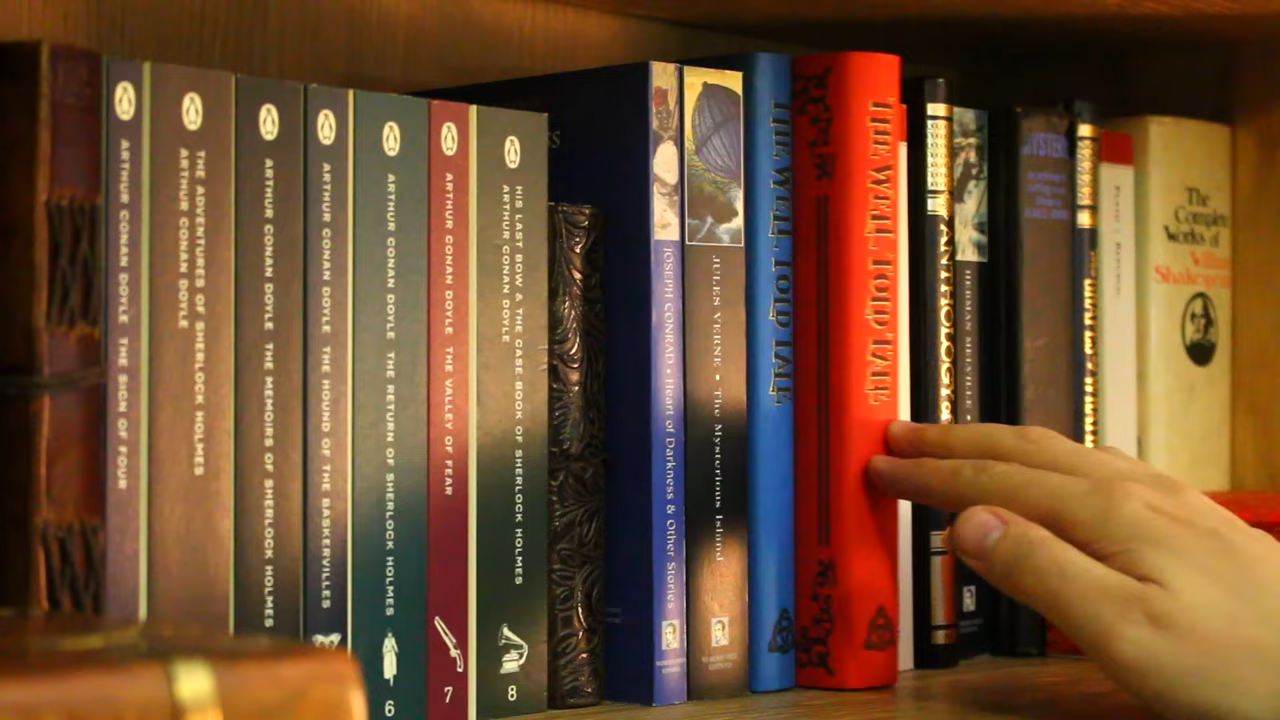 ARTHUR CONAN DOYLE THE SIGN OF FOUR
THE ADVENTURES OF SHERLOCK HOLMES
ARTHUR CONAN DOYLE
ARTHUR CONAN DOYLE THE MEMOIRS OF SHERLOCK HOLMES
ARTHUR CONAN DOYLE THE HOUND OF THE BASKERVILLES
ARTHUR CONAN DOYLE THE RETURN OF SHERLOCK HOLMES
6
ARTHUR CONAN DOYLE THE VALLEY OF FEAR
7
HIS LAST BOW & THE CASE-BOOK OF SHERLOCK HOLMES
ARTHUR CONAN DOYLE
8
JOSEPH CONRAD • Heart of Darkness & Other Stories
JULES VERNE • The Mysterious Island
THE WELL TOLD TALE
THE WELL TOLD TALE
ANTHOLOGY
HERMAN MELVILLE •
The
Complete
Works of
William
Shakespeare